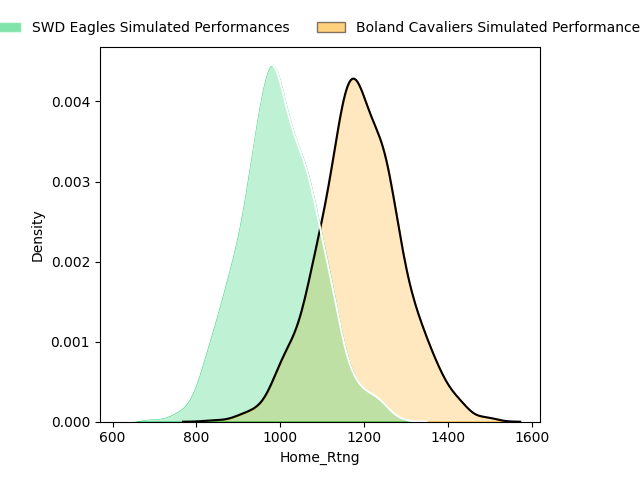 SWD Eagles Simulated Performances
Boland Cavaliers Simulated Performance
0.004
0.003
0.002
0.001
0.000
Density
600 800 1000 1200 1400 1600
Home_Rtng